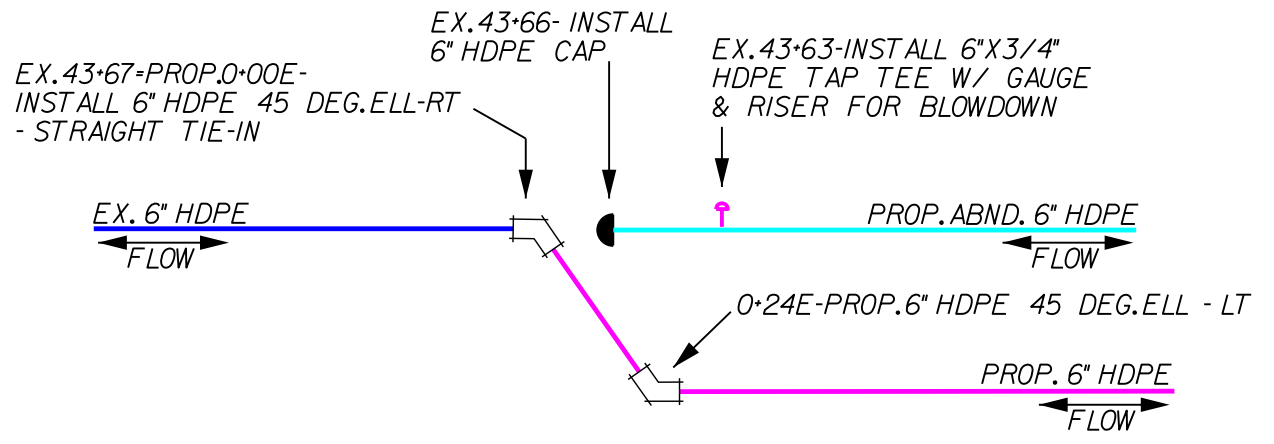 EX.43+66- INSTALL
6" HDPE CAP
EX.43+63-INSTALL 6"X3/4"
HDPE TAP TEE W/ GAUGE
& RISER FOR BLOWDOWN
EX.43+67=PROP.0+00E-
INSTALL 6" HDPE 45 DEG.ELL-RT
- STRAIGHT TIE-IN
EX. 6" HDPE
FLOW
PROP.ABND. 6" HDPE
FLOW
0+24E-PROP.6" HDPE 45 DEG.ELL - LT
PROP. 6" HDPE
FLOW